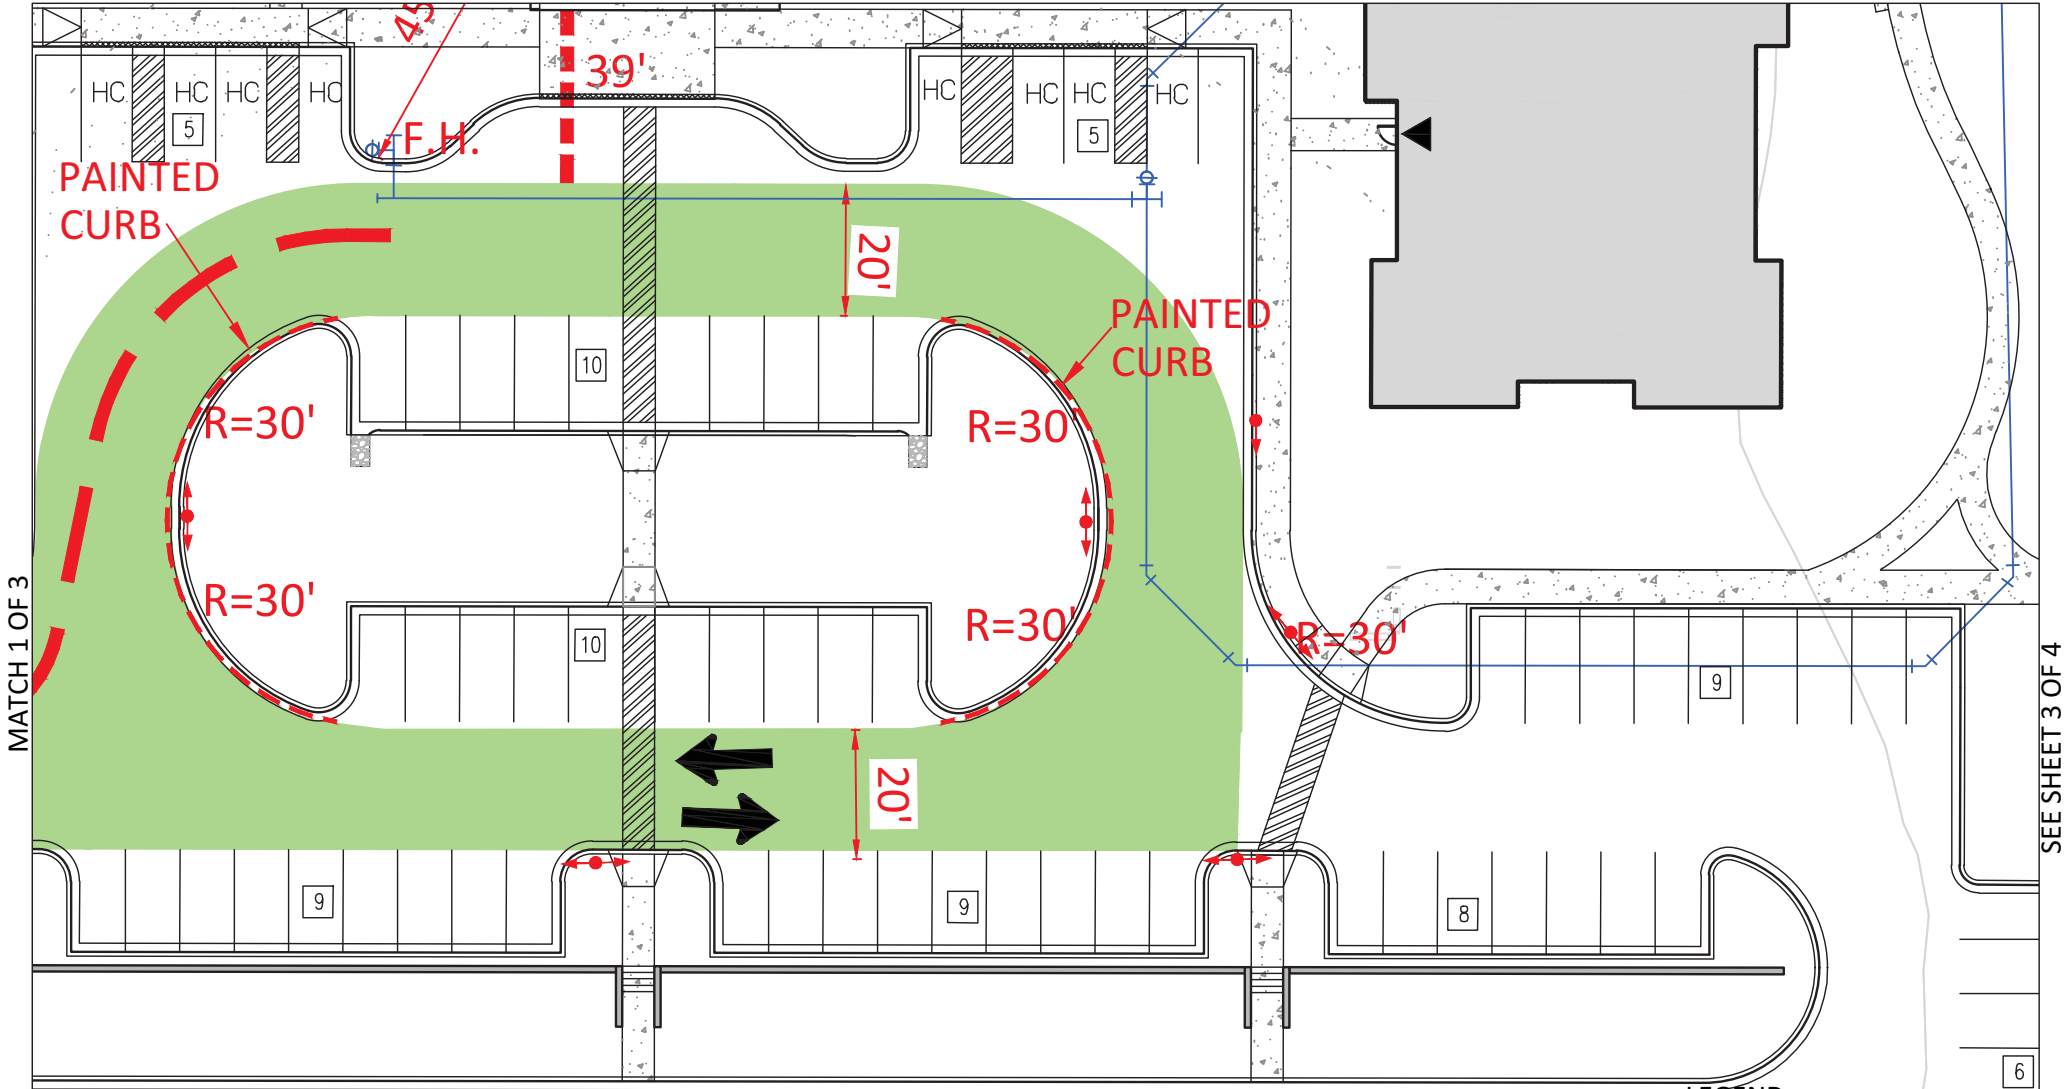 45
39'
HC HC HC HC
HC HC HC HC
5
5
F.H.
PAINTED
CURB
20'
PAINTED
CURB
10
R=30'
R=30
R=30'
R=30'
R=30'
10
9
MATCH 1 OF 3
SEE SHEET 3 OF 4
20'
9
9
8
6